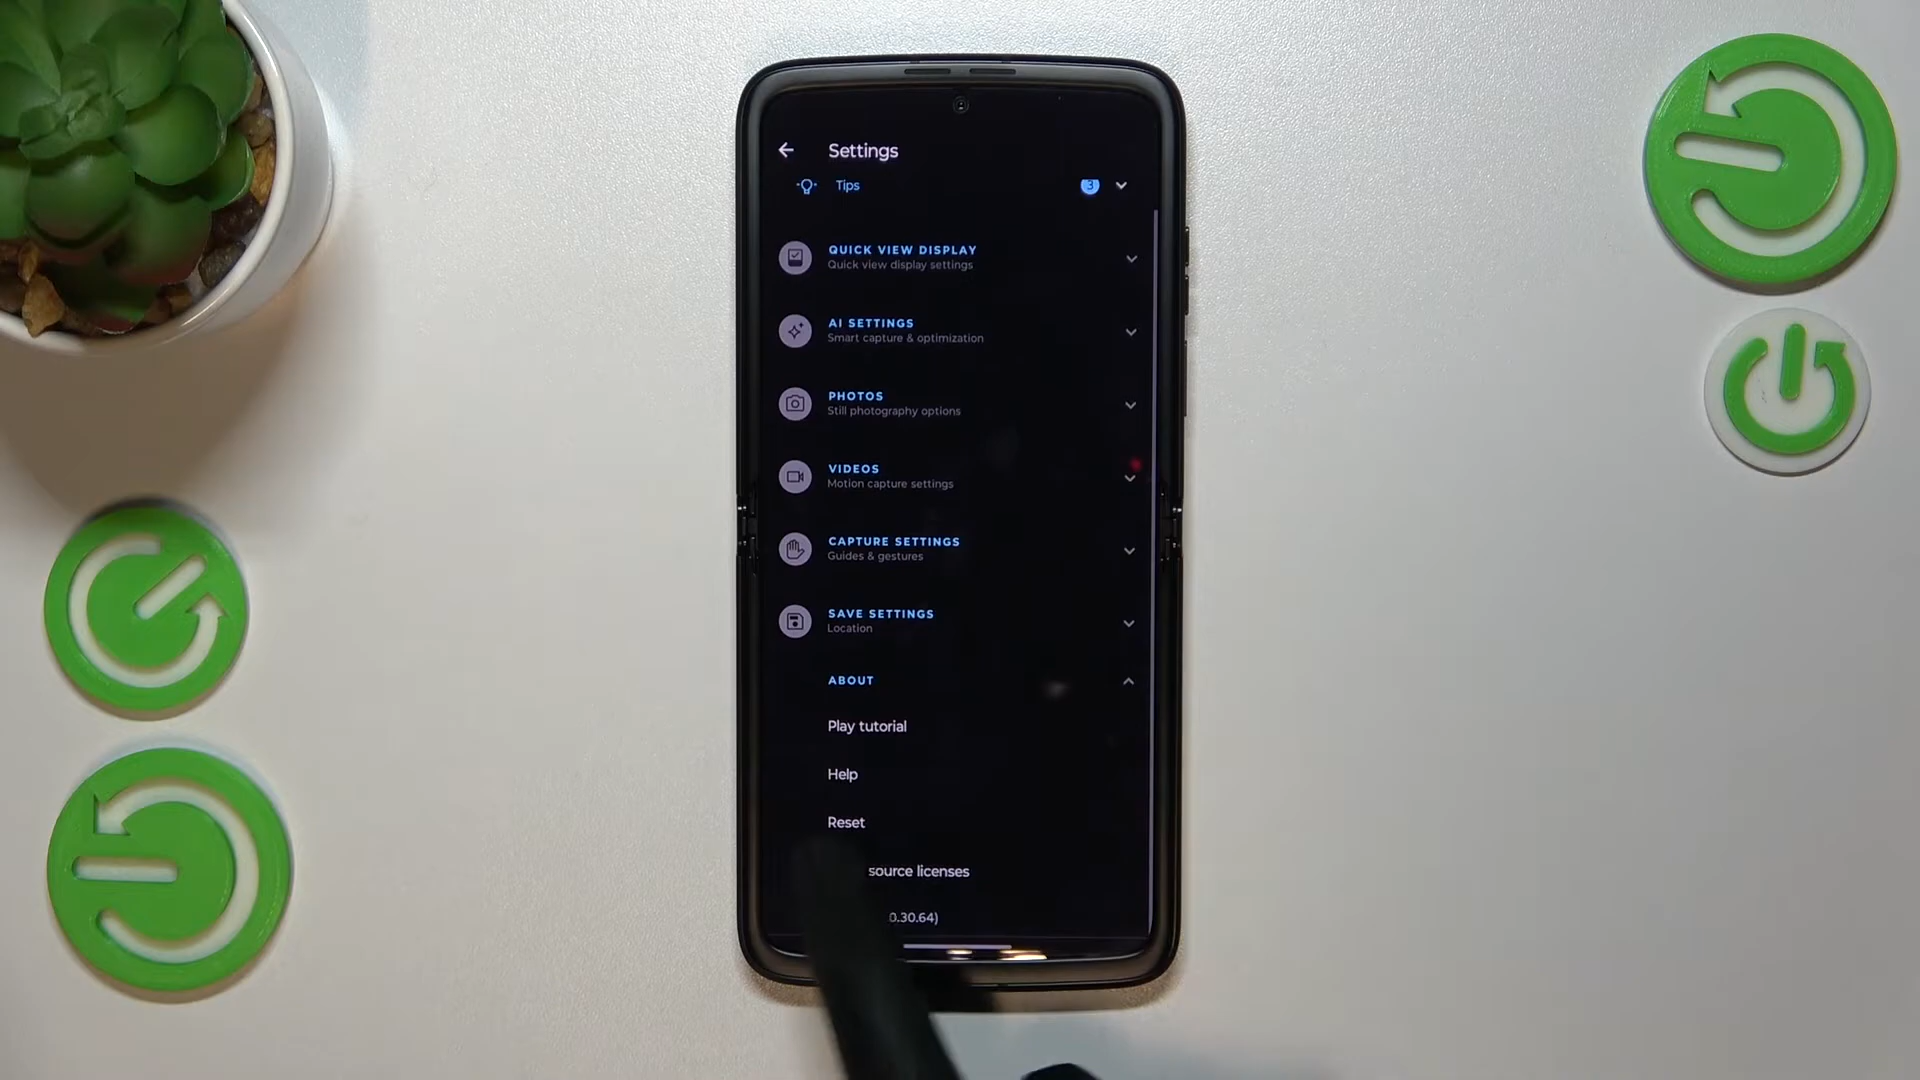 Settings
Tips 3
QUICK VIEW DISPLAY
Quick view display settings
AI SETTINGS
Smart capture & optimization
PHOTOS
Still photography options
VIDEOS
Motion capture settings
CAPTURE SETTINGS
Guides & gestures
SAVE SETTINGS
Location
ABOUT
Play tutorial
Help
Reset
source licenses
0.30.64)